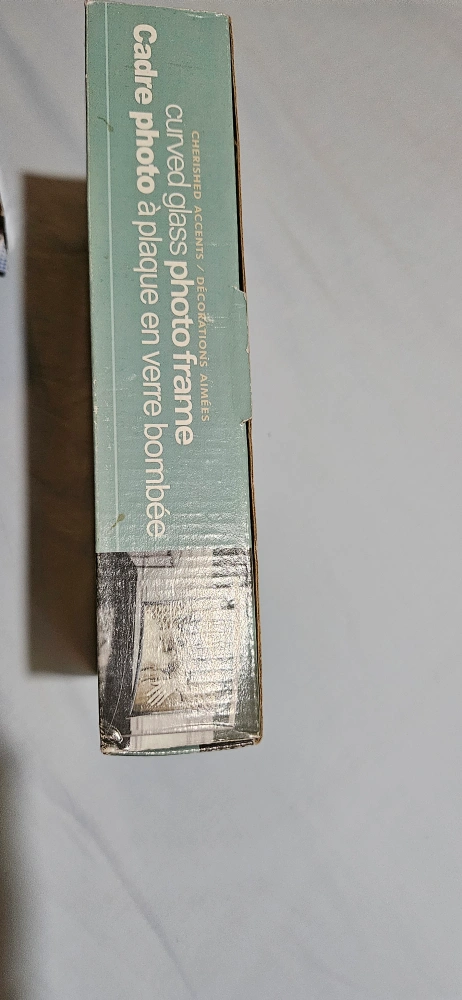 CHERISHED ACCENTS / DÉCORATIONS AIMÉES
curved glass photo frame
Cadre photo à plaque en verre bombée